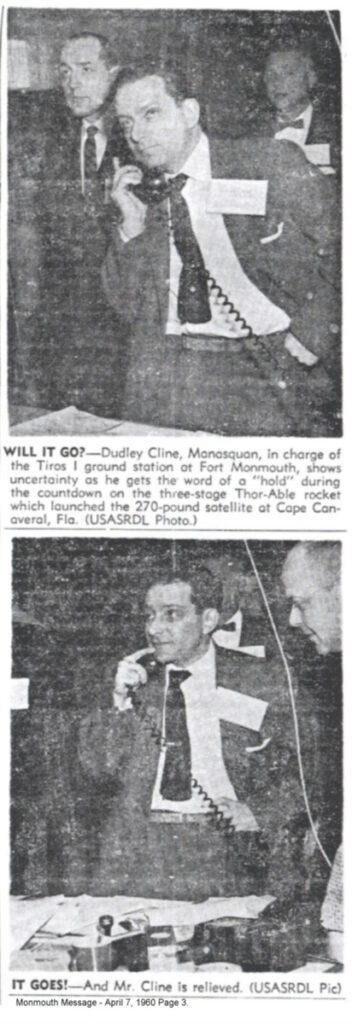 WILL IT GO?—Dudley Cline, Manasquan, in charge of
the Tiros I ground station at Fort Monmouth, shows
uncertainty as he gets the word of a "hold" during
the countdown on the three-stage Thor-Able rocket
which launched the 270-pound satellite at Cape Can-
averal, Fla. (USASRDL Photo.)
IT GOES!—And Mr. Cline is relieved. (USASRDL Pic)
Monmouth Message - April 7, 1960 Page 3.